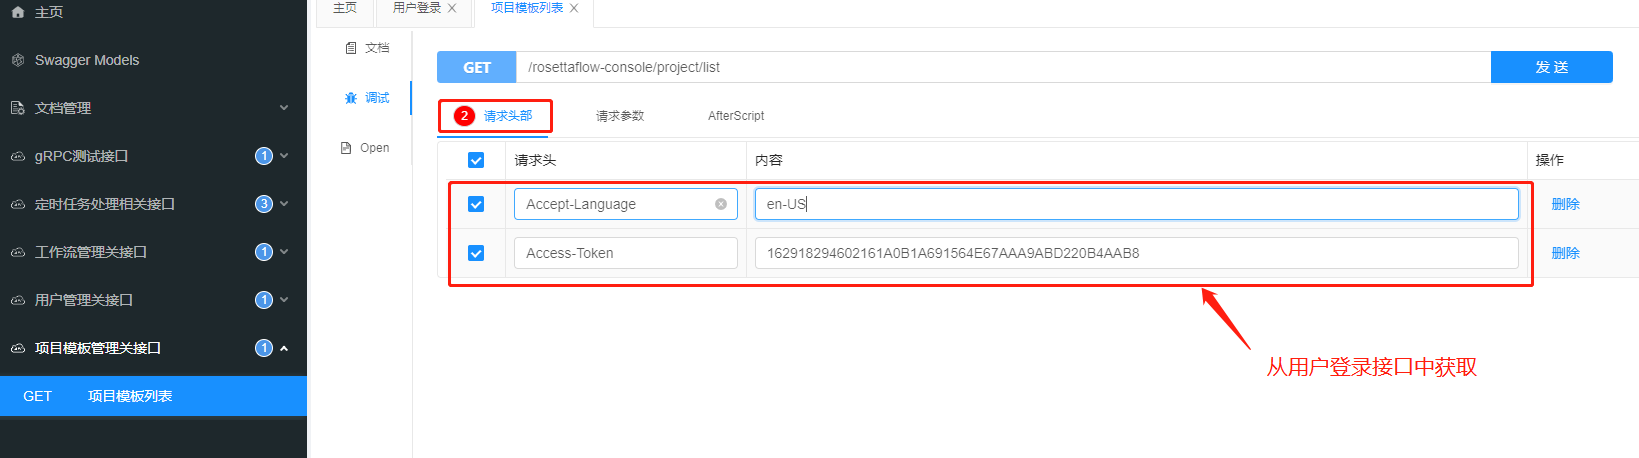 主页
Swagger Models
文档管理
gRPC测试接口 1
定时任务处理相关接口 3
工作流管理关接口 1
用户管理关接口 1
项目模板管理关接口 1
GET 项目模板列表
主页 用户登录 项目模板列表
文档
调试
Open
GET /rosettaflow-console/project/list 发 送
2 请求头部 请求参数 AfterScript
请求头 内容 操作
Accept-Language en-US 删除
Access-Token 162918294602161A0B1A691564E67AAA9ABD220B4AAB8 删除
从用户登录接口中获取